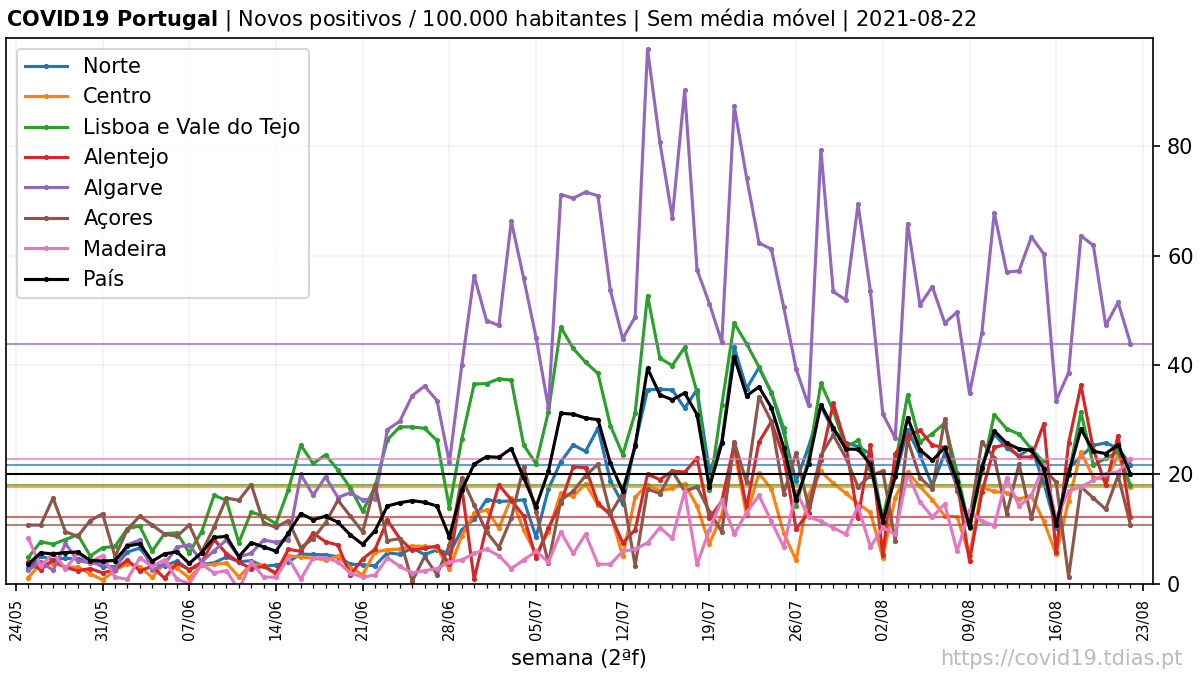 COVID19 Portugal | Novos positivos / 100.000 habitantes | Sem média móvel | 2021-08-22
Norte
Centro
Lisboa e Vale do Tejo
Alentejo
Algarve
Açores
Madeira
País
80
60
40
20
0
24/05 31/05 07/06 14/06 21/06 28/06 05/07 12/07 19/07 26/07 02/08 09/08 16/08 23/08
semana (2ªf)
https://covid19.tdias.pt